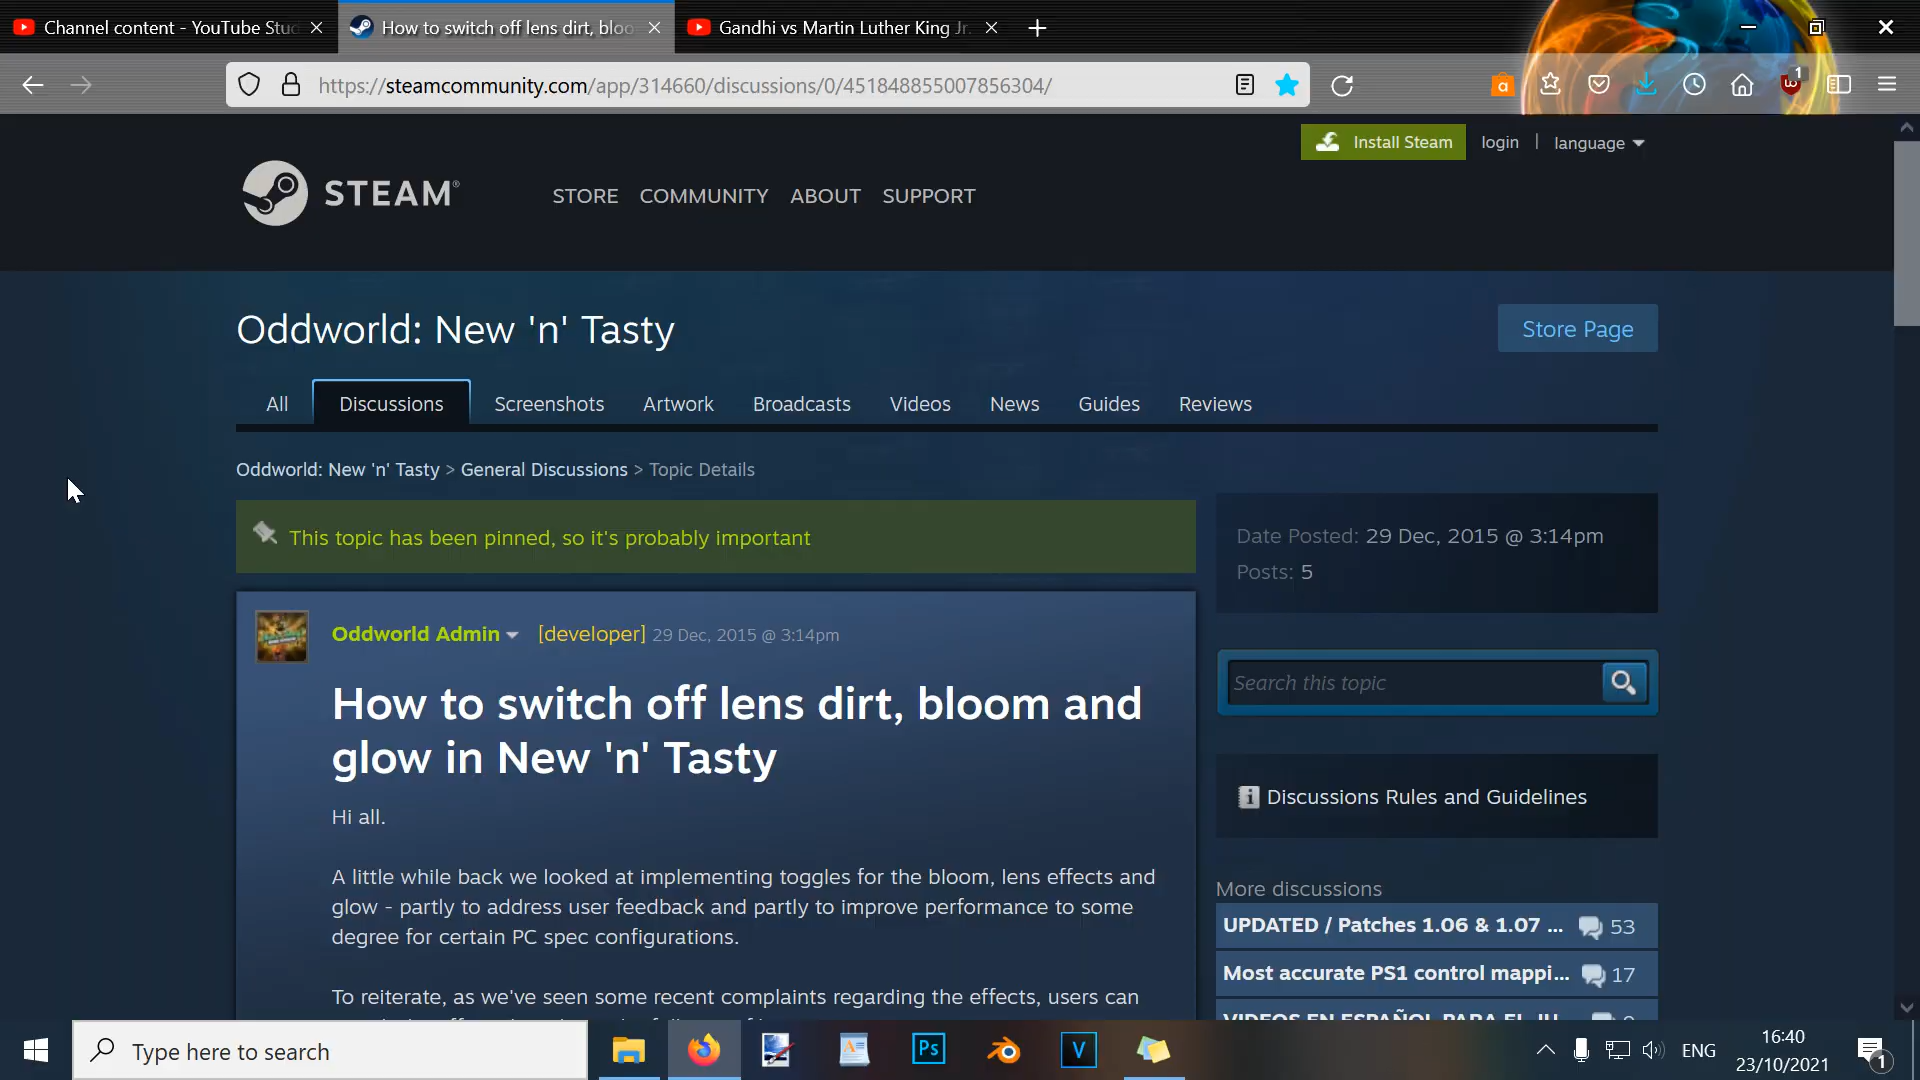 Channel content - YouTube Stud
How to switch off lens dirt, bloo
Gandhi vs Martin Luther King Jr.
https://steamcommunity.com/app/314660/discussions/0/451848855007856304/
a
1
Install Steam
login
|
language
STEAM®
STORE
COMMUNITY
ABOUT
SUPPORT
Oddworld: New 'n' Tasty
Store Page
All
Discussions
Screenshots
Artwork
Broadcasts
Videos
News
Guides
Reviews
Oddworld: New 'n' Tasty > General Discussions > Topic Details
This topic has been pinned, so it's probably important
Date Posted: 29 Dec, 2015 @ 3:14pm
Posts: 5
Oddworld Admin [developer] 29 Dec, 2015 @ 3:14pm
How to switch off lens dirt, bloom and
glow in New 'n' Tasty
Hi all.
A little while back we looked at implementing toggles for the bloom, lens effects and
glow - partly to address user feedback and partly to improve performance to some
degree for certain PC spec configurations.
To reiterate, as we've seen some recent complaints regarding the effects, users can
Search this topic
Discussions Rules and Guidelines
More discussions
UPDATED / Patches 1.06 & 1.07 ... 53
Most accurate PS1 control mappi... 17
VIDEOS EN ESPAÑOL PARA EL JU...
Type here to search
Ps
V
ENG
16:40
23/10/2021
1